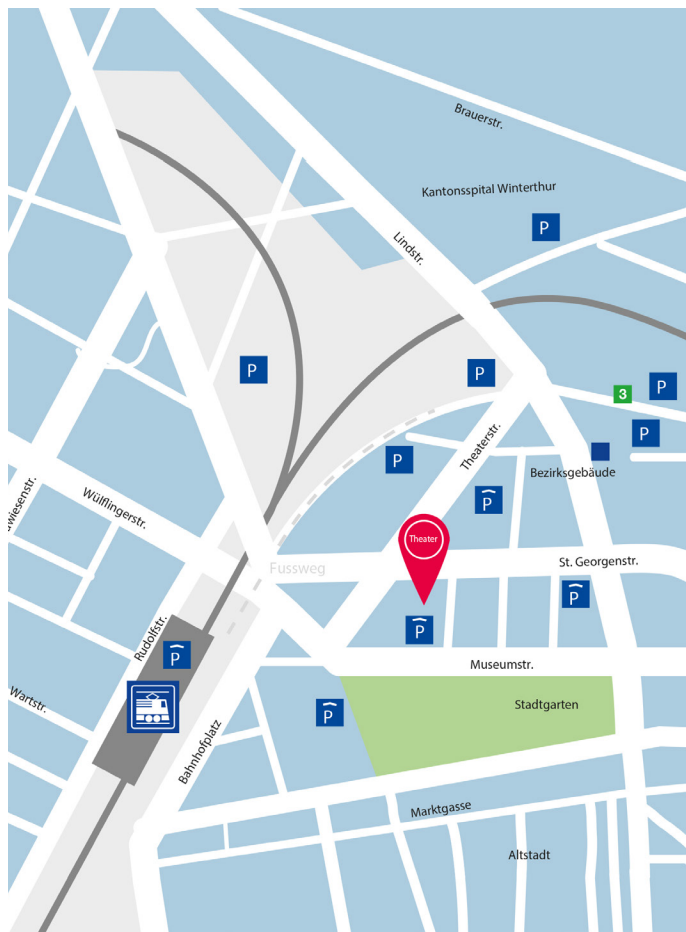 Brauerstr.
Kantonsspital Winterthur
P
Lindstr.
P
P
3
P
P
Theaterstr.
P
Bezirksgebäude
wiesenstr.
Wülflingerstr.
P
Theater
St. Georgenstr.
Fussweg
P
P
Rudolfstr.
P
Museumstr.
Wartstr.
Stadtgarten
P
Bahnhofplatz
Marktgasse
Altstadt